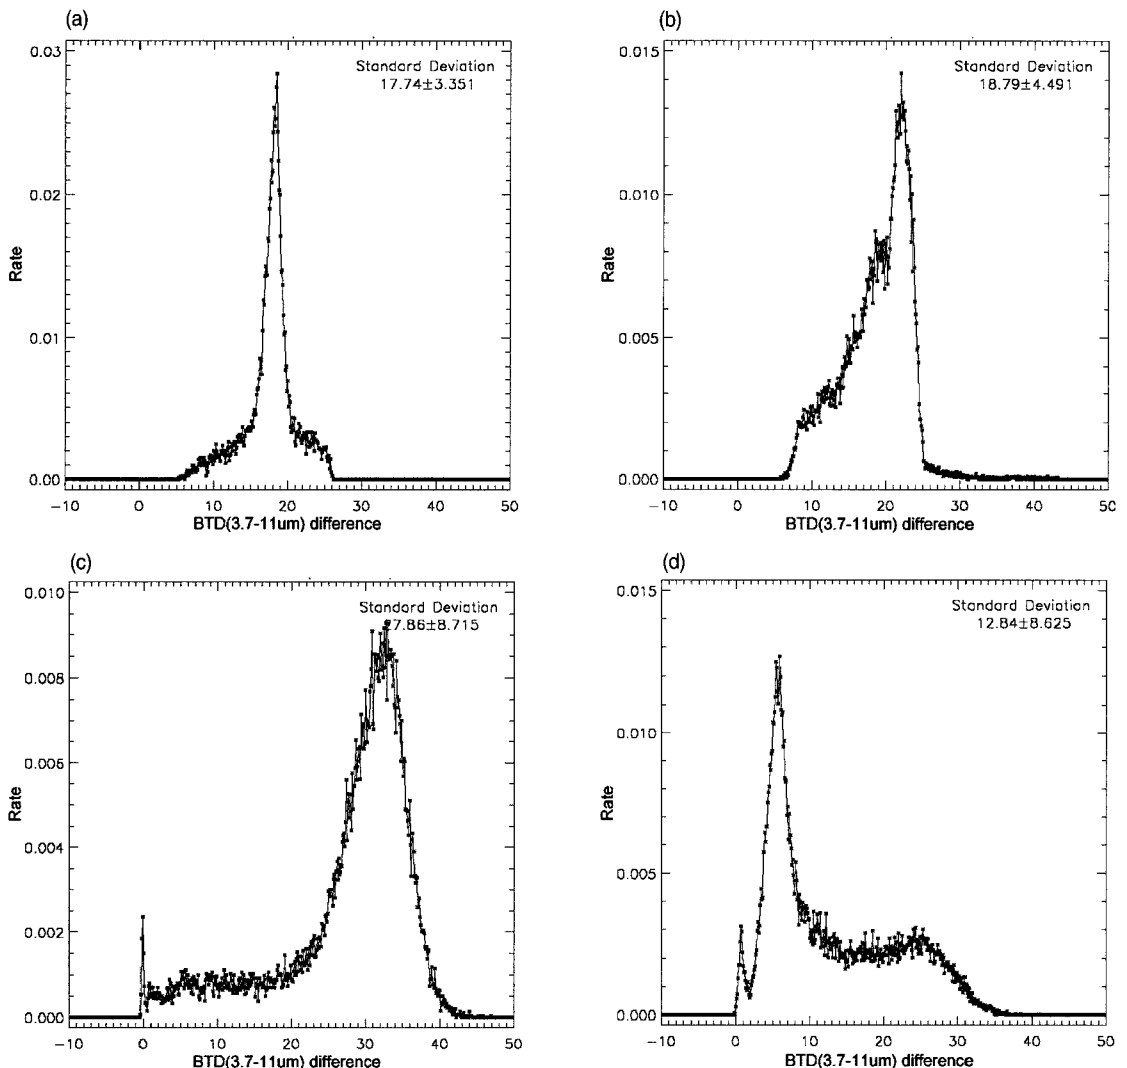 (a)
0.03
0.02
0.01
0.00
Rate
Standard Deviation
17.74±3.351
−10 0 10 20 30 40 50
BTD(3.7-11um) difference
(b)
0.015
0.010
0.005
0.000
Rate
Standard Deviation
18.79±4.491
−10 0 10 20 30 40 50
BTD(3.7-11um) difference
(c)
0.010
0.008
0.006
0.004
0.002
0.000
Rate
Standard Deviation
27.86±8.715
−10 0 10 20 30 40 50
BTD(3.7-11um) difference
(d)
0.015
0.010
0.005
0.000
Rate
Standard Deviation
12.84±8.625
−10 0 10 20 30 40 50
BTD(3.7-11um) difference